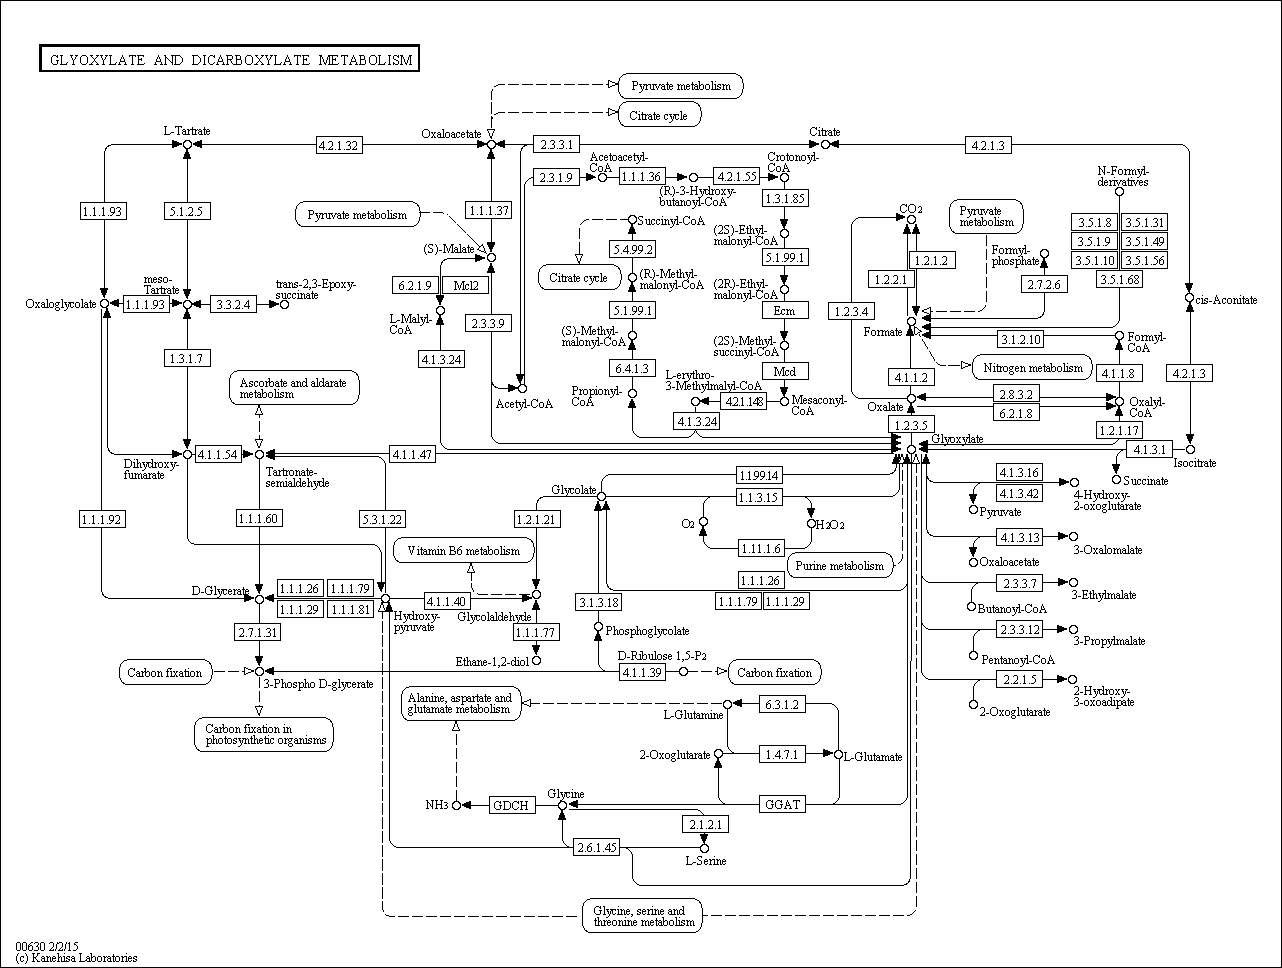 GLYOXYLATE AND DICARBOXYLATE METABOLISM
Pyruvate metabolism
Citrate cycle
L-Tartrate
4.2.1.32
Oxaloacetate
2.3.3.1
Citrate
4.2.1.3
2.3.1.9
Acetoacetyl-
CoA
1.1.1.36
(R)-3-Hydroxy-
butanoyl-CoA
4.2.1.55
Crotonoyl-
CoA
1.3.1.85
N-Formyl-
derivatives
1.1.1.93
5.1.2.5
Pyruvate metabolism
1.1.1.37
Succinyl-CoA
(2S)-Ethyl-
malonyl-CoA
CO2
Pyruvate
metabolism
3.5.1.8
3.5.1.31
3.5.1.9
3.5.1.49
3.5.1.10
3.5.1.56
3.5.1.68
(S)-Malate
5.4.99.2
5.1.99.1
1.2.1.2
1.2.2.1
Formyl-
phosphate
2.7.2.6
6.2.1.9
Mcl2
Citrate cycle
(R)-Methyl-
malonyl-CoA
(2R)-Ethyl-
malonyl-CoA
meso-
Tartrate
trans-2,3-Epoxy-
succinate
Oxaloglycolate
1.1.1.93
3.3.2.4
cis-Aconitate
L-Malyl-
CoA
2.3.3.9
5.1.99.1
Ecm
1.2.3.4
Formate
(S)-Methyl-
malonyl-CoA
(2S)-Methyl-
succinyl-CoA
3.1.2.10
Formyl-
CoA
1.3.1.7
4.1.3.24
6.4.1.3
Mcd
Nitrogen metabolism
4.1.1.2
4.1.1.8
4.2.1.3
Ascorbate and aldarate
metabolism
Acetyl-CoA
Propionyl-
CoA
L-erythro-
3-Methylmalyl-CoA
4.2.1.148
Mesaconyl-
CoA
4.1.3.24
Oxalate
2.8.3.2
6.2.1.8
Oxalyl-
CoA
1.2.3.5
1.2.1.17
Glyoxylate
4.1.3.1
Isocitrate
Succinate
Dihydroxy-
fumarate
4.1.1.54
Tartronate-
semialdehyde
4.1.1.47
1.1.99.14
Glycolate
1.1.3.15
O2
H2O2
1.11.1.6
4.1.3.16
4.1.3.42
4-Hydroxy-
2-oxoglutarate
Pyruvate
1.1.1.92
1.1.1.60
5.3.1.22
1.2.1.21
Vitamin B6 metabolism
Purine metabolism
4.1.3.13
3-Oxalomalate
Oxaloacetate
D-Glycerate
1.1.1.26
1.1.1.79
1.1.1.29
1.1.1.81
Hydroxy-
pyruvate
4.1.1.40
Glycolaldehyde
3.1.3.18
1.1.1.26
1.1.1.79
1.1.1.29
2.3.3.7
3-Ethylmalate
Butanoyl-CoA
2.7.1.31
1.1.1.77
Phosphoglycolate
2.3.3.12
3-Propylmalate
Pentanoyl-CoA
Ethane-1,2-diol
D-Ribulose 1,5-P2
4.1.1.39
Carbon fixation
Carbon fixation
3-Phospho D-glycerate
2.2.1.5
2-Hydroxy-
3-oxoadipate
2-Oxoglutarate
Carbon fixation in
photosynthetic organisms
Alanine, aspartate and
glutamate metabolism
L-Glutamine
6.3.1.2
2-Oxoglutarate
1.4.7.1
L-Glutamate
NH3
GDCH
Glycine
GGAT
2.1.2.1
2.6.1.45
L-Serine
Glycine, serine and
threonine metabolism
00630 2/2/15
(c) Kanehisa Laboratories